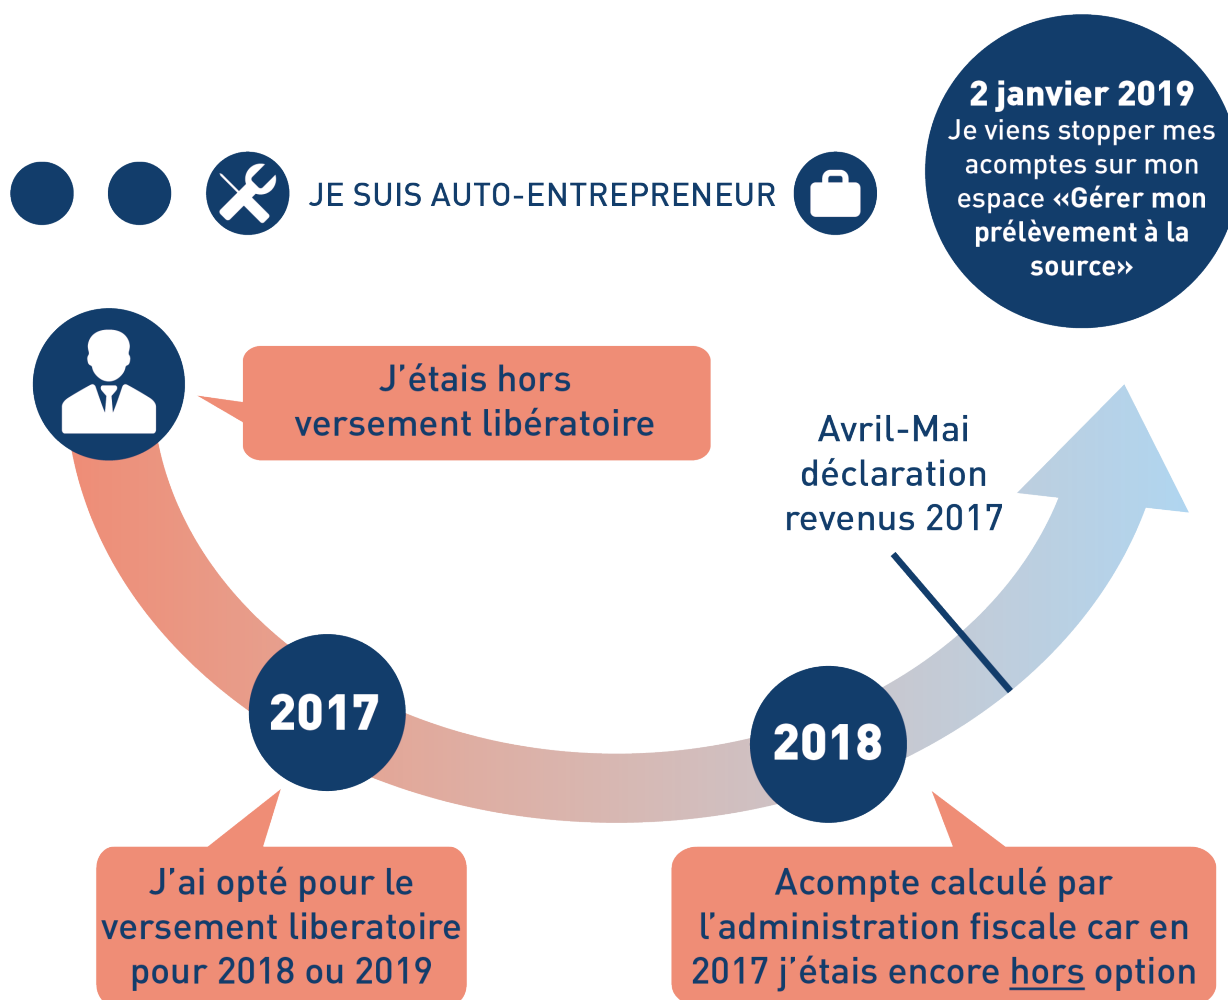 2 janvier 2019
Je viens stopper mes
acomptes sur mon
espace «Gérer mon
prélèvement à la
source»
JE SUIS AUTO-ENTREPRENEUR
J’étais hors
versement libératoire
Avril-Mai
déclaration
revenus 2017
2017
2018
J’ai opté pour le
versement liberatoire
pour 2018 ou 2019
Acompte calculé par
l’administration fiscale car en
2017 j’étais encore hors option